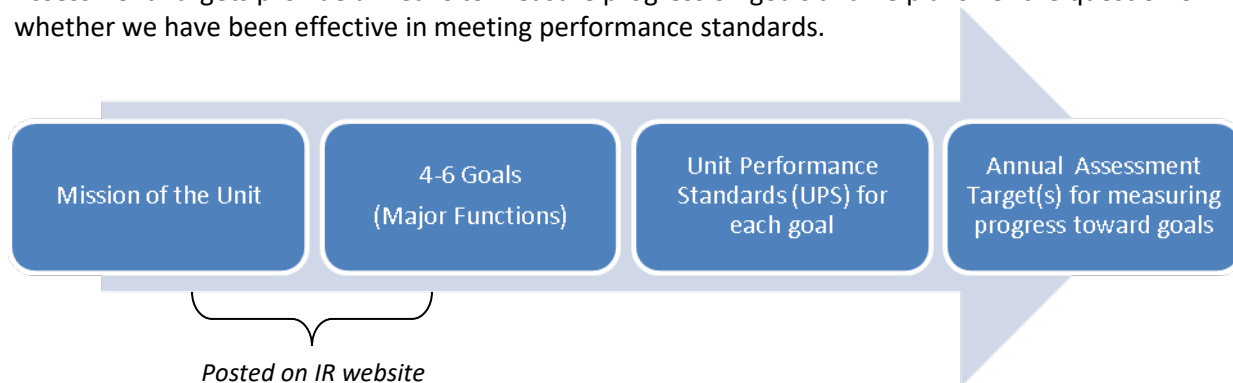 whether we have been effective in meeting performance standards.
Mission of the Unit
4-6 Goals
(Major Functions)
Unit Performance
Standards (UPS) for
each goal
Annual Assessment
Target(s) for measuring
progress toward goals
Posted on IR website